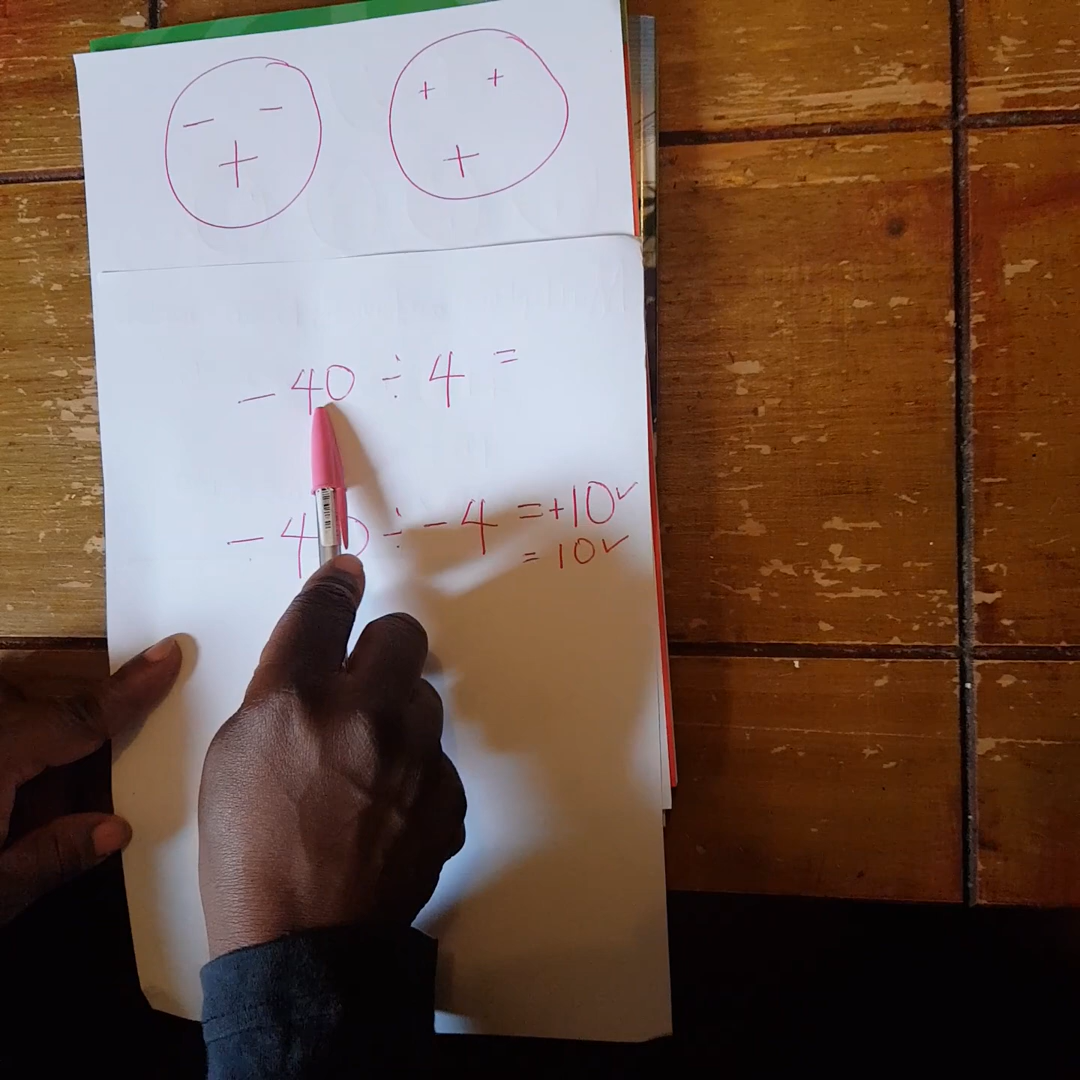 − − +
+ + +
− 40 ÷ 4 =
− 40 ÷ − 4 = +10 ✓
= 10 ✓